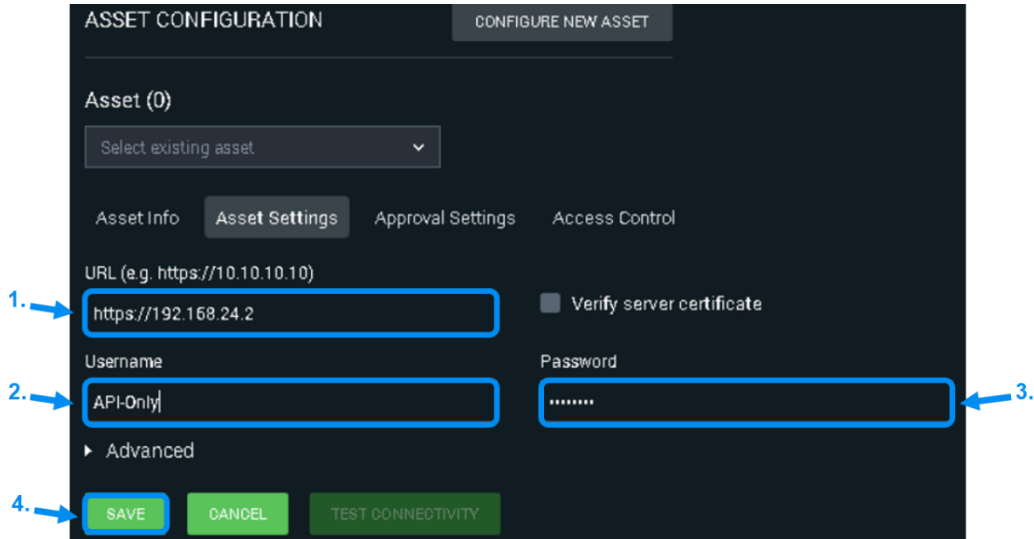 ASSET CONFIGURATION
CONFIGURE NEW ASSET
Asset (0)
Select existing asset
Asset Info Asset Settings Approval Settings Access Control
URL (e.g. https://10.10.10.10)
1.
https://192.168.24.2
Verify server certificate
Username
Password
2.
API-Only
••••••••
3.
Advanced
4.
SAVE
CANCEL
TEST CONNECTIVITY